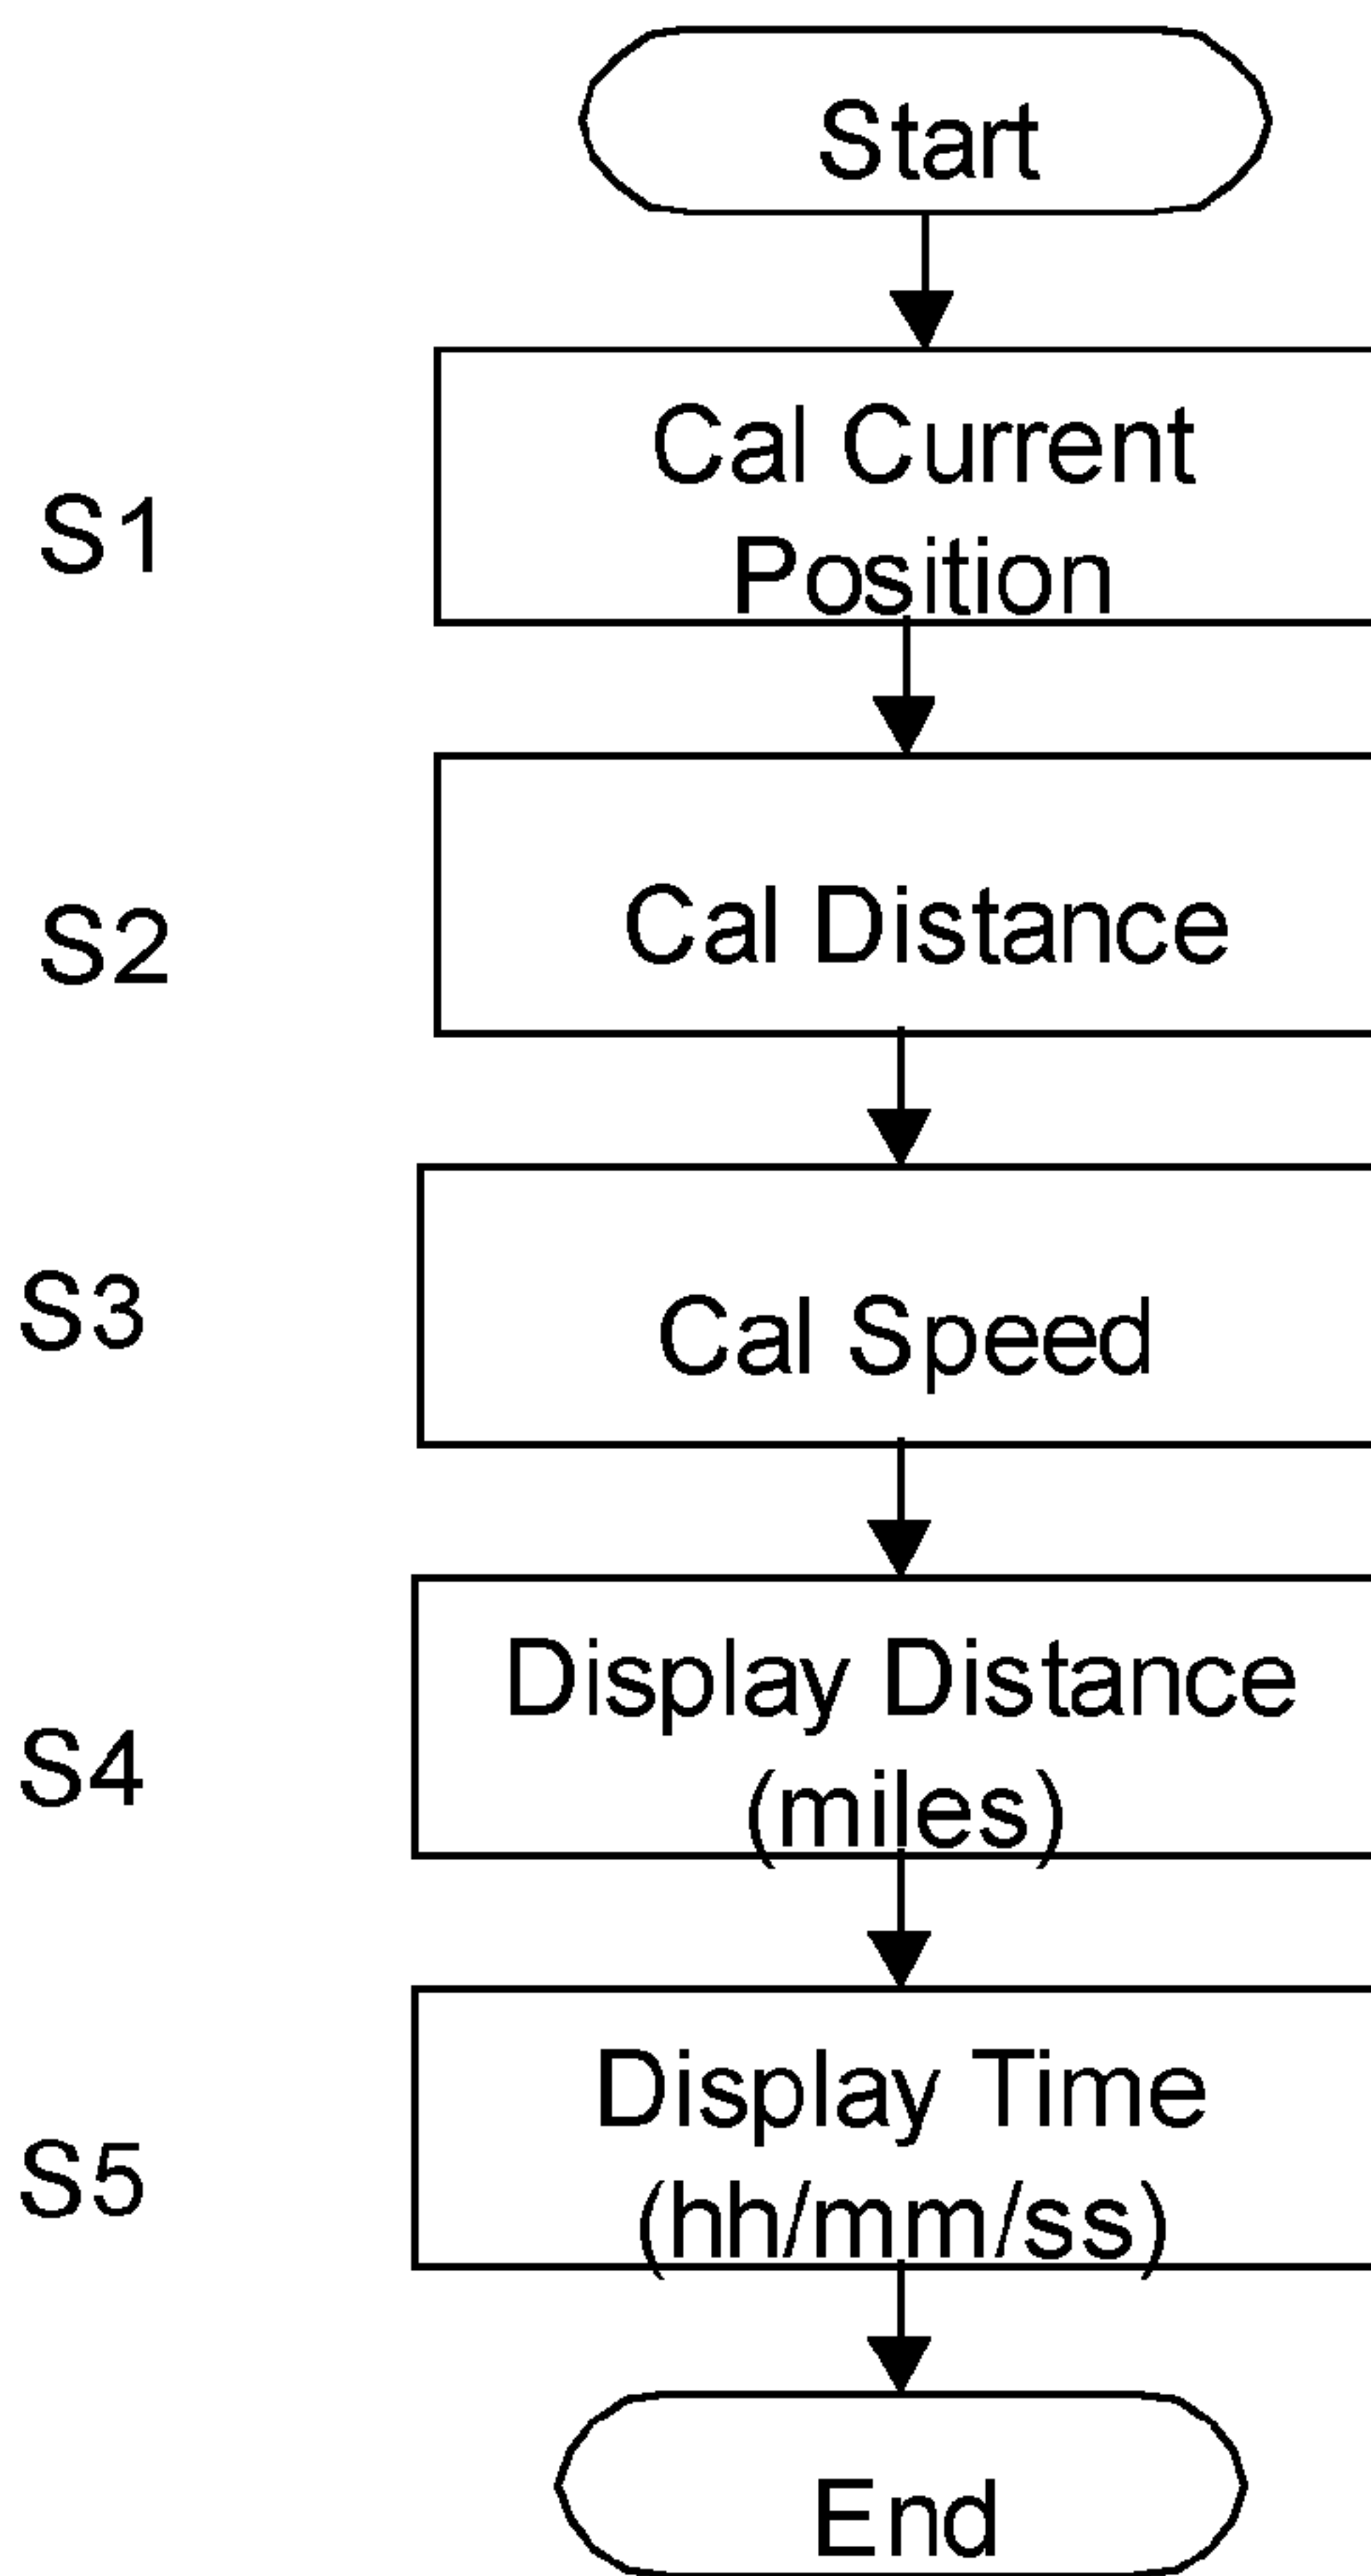 Start
S1
Cal Current
Position
S2
Cal Distance
S3
Cal Speed
S4
Display Distance
(miles)
S5
Display Time
(hh/mm/ss)
End